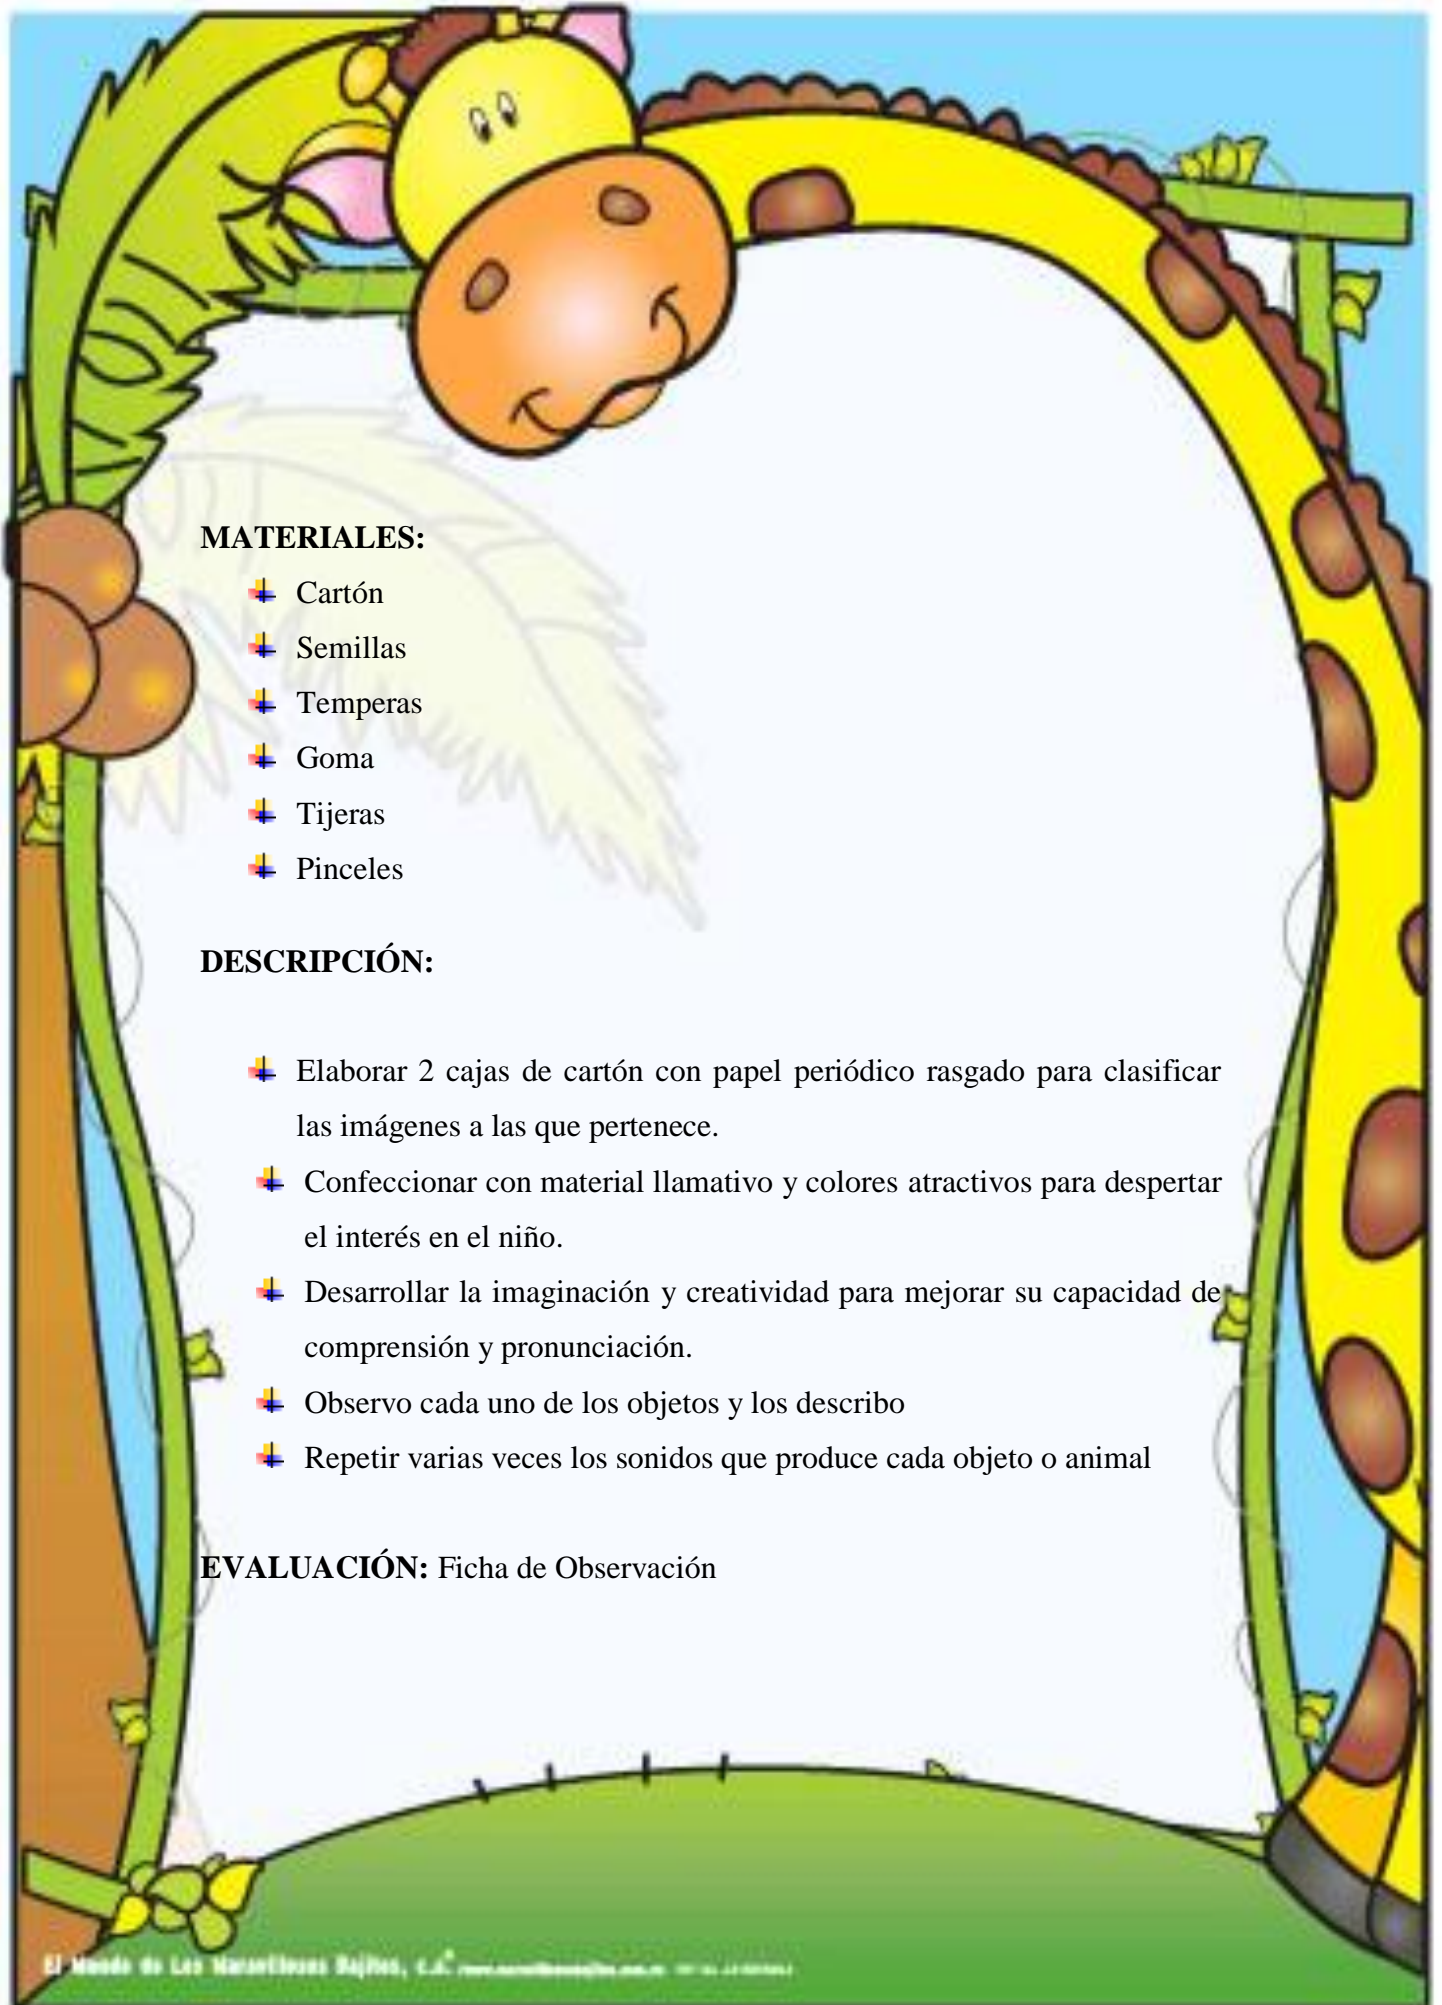 MATERIALES:
Cartón
Semillas
Temperas
Goma
Tijeras
Pinceles
DESCRIPCIÓN:
Elaborar 2 cajas de cartón con papel periódico rasgado para clasificar
las imágenes a las que pertenece.
Confeccionar con material llamativo y colores atractivos para despertar
el interés en el niño.
Desarrollar la imaginación y creatividad para mejorar su capacidad de
comprensión y pronunciación.
Observo cada uno de los objetos y los describo
Repetir varias veces los sonidos que produce cada objeto o animal
EVALUACIÓN: Ficha de Observación
El Mundo de Los Maravillosos Bajitos, c.a.